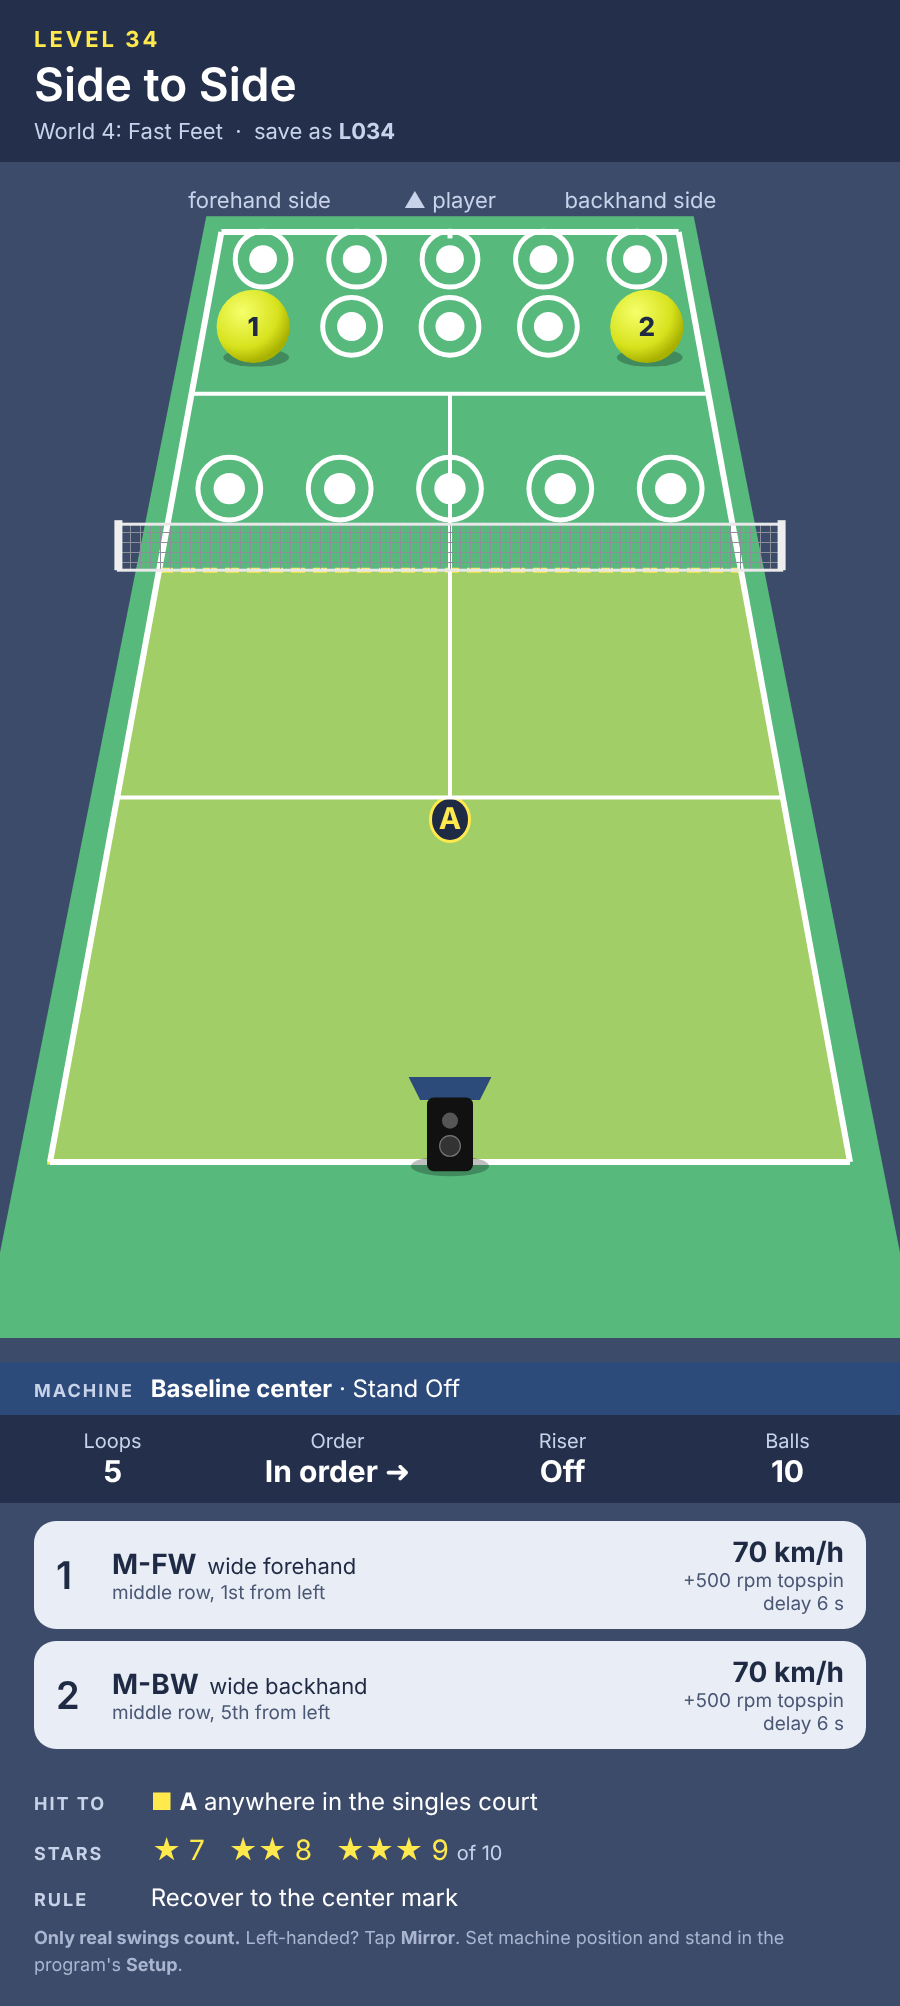 LEVEL 34
Side to Side
World 4: Fast Feet · save as L034
forehand side ▲ player backhand side
1 2
A
MACHINE Baseline center · Stand Off
Loops Order Riser Balls
5 In order → Off 10
1 M-FW wide forehand 70 km/h
middle row, 1st from left +500 rpm topspin
delay 6 s
2 M-BW wide backhand 70 km/h
middle row, 5th from left +500 rpm topspin
delay 6 s
HIT TO ■ A anywhere in the singles court
STARS ★ 7 ★★ 8 ★★★ 9 of 10
RULE Recover to the center mark
Only real swings count. Left-handed? Tap Mirror. Set machine position and stand in the
program's Setup.